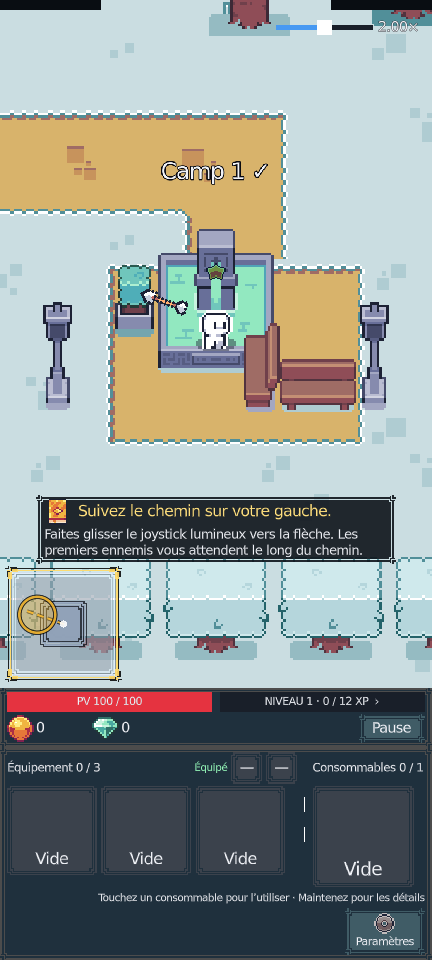 2.00×
Camp 1 ✓
Suivez le chemin sur votre gauche.
Faites glisser le joystick lumineux vers la flèche. Les
premiers ennemis vous attendent le long du chemin.
PV 100 / 100
NIVEAU 1 · 0 / 12 XP ›
0
0
Pause
Équipement 0 / 3
Équipé
—
—
Consommables 0 / 1
Vide
Vide
Vide
Vide
Touchez un consommable pour l'utiliser · Maintenez pour les détails
Paramètres